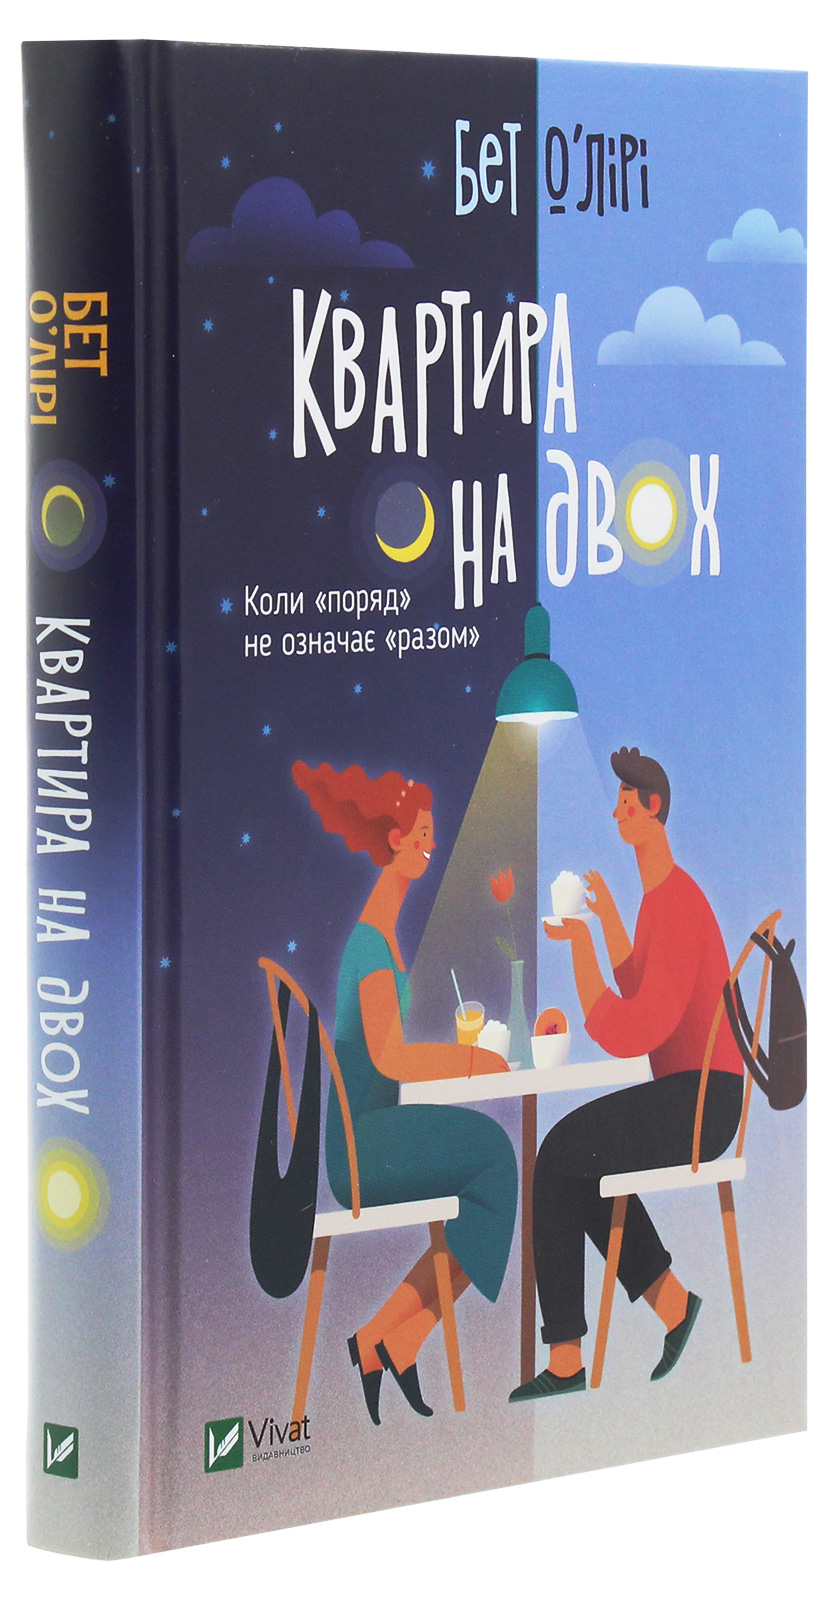 Бет О'Лірі
Квартира
на двох
Коли «поряд»
не означає «разом»
Vivat
видавництво
БЕТ
О'ЛІРІ
Квартира на двох